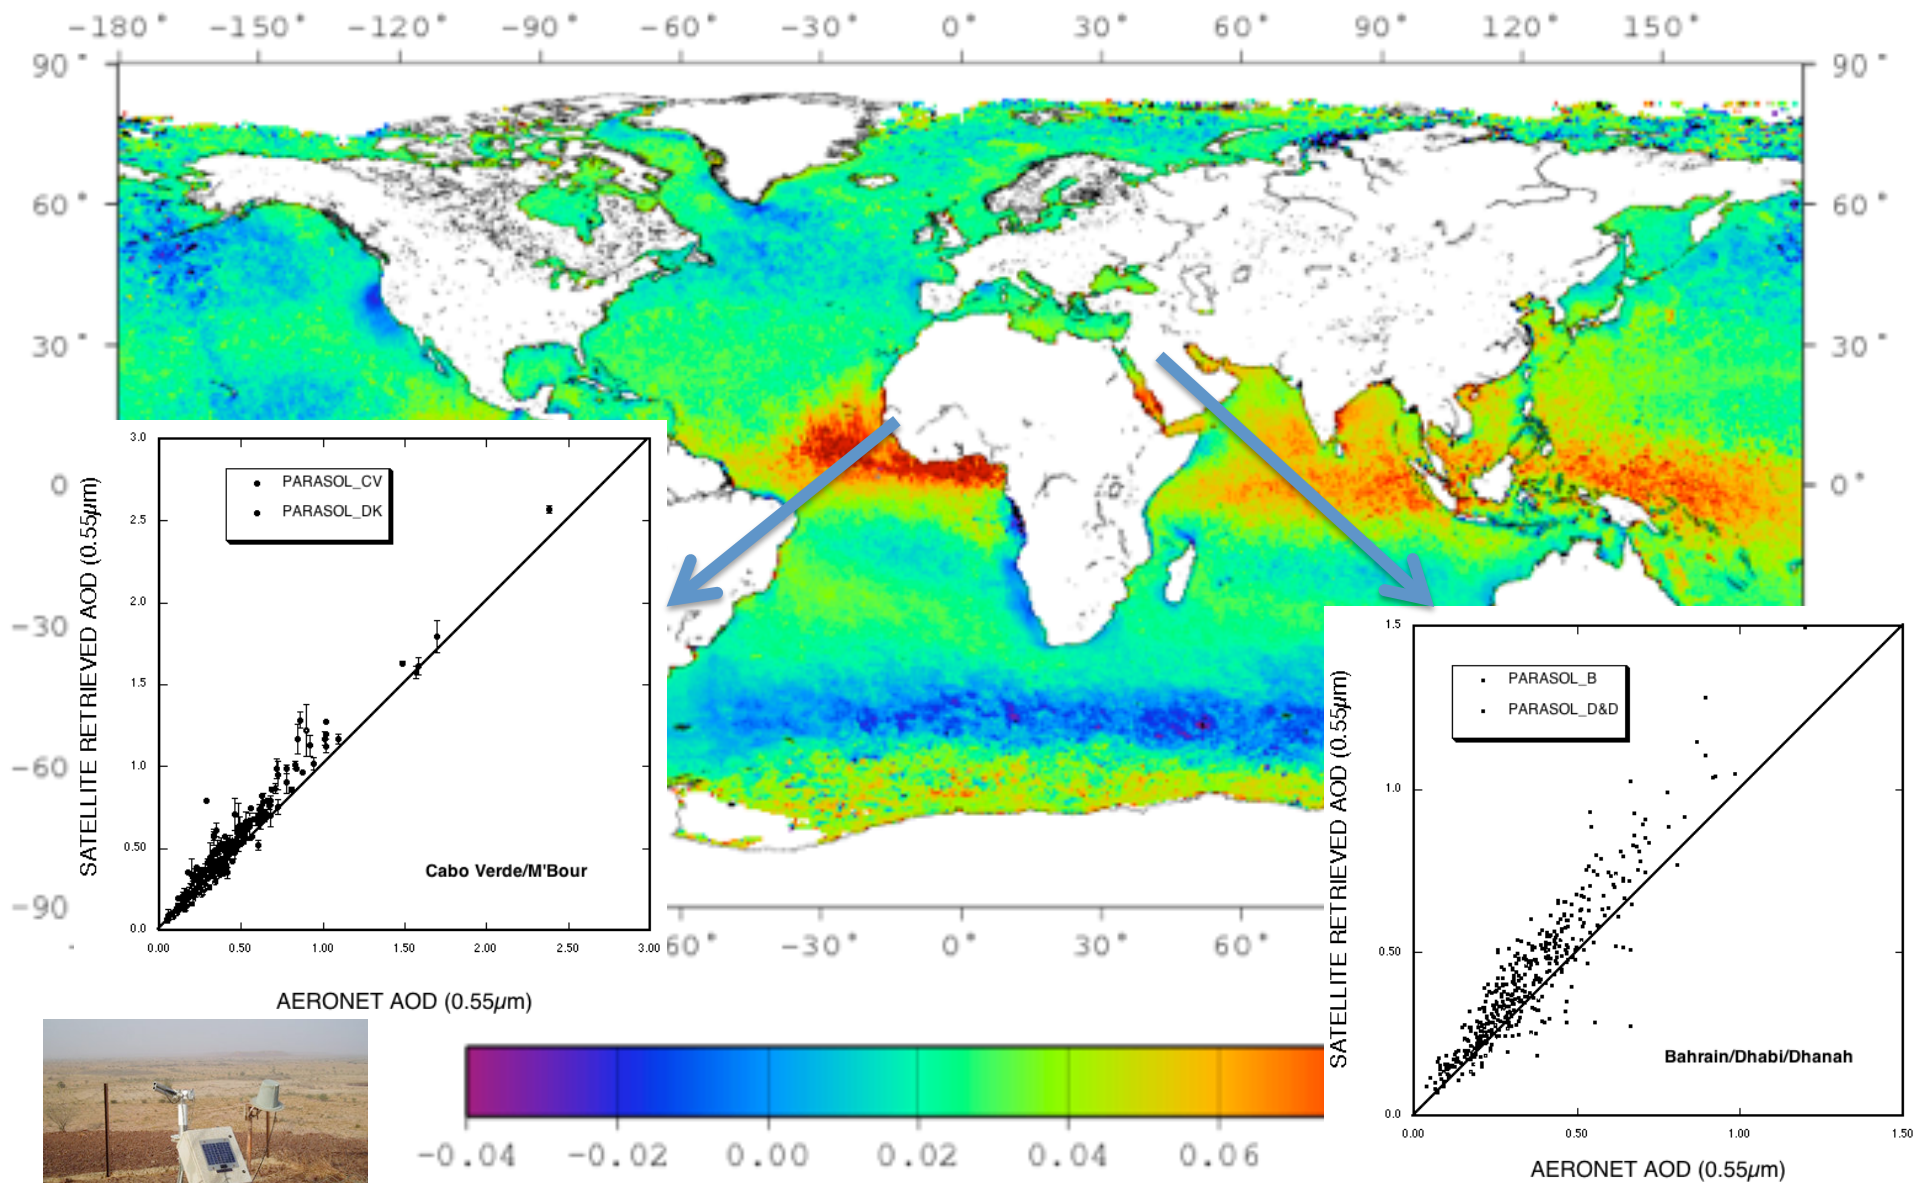 -180° -150° -120° -90° -60° -30° 0° 30° 60° 90° 120° 150°
90° 90°
60° 60°
30° 30°
0 0°
-30
-60
-90
60° -30° 0° 30° 60°
3.0
2.5
2.0
1.5
1.0
0.50
0.0
0.00 0.50 1.00 1.50 2.00 2.50 3.00
PARASOL_CV
PARASOL_DK
Cabo Verde/M'Bour
SATELLITE RETRIEVED AOD (0.55µm)
AERONET AOD (0.55µm)
1.5
1.0
0.50
0.0
0.00 0.50 1.00 1.50
PARASOL_B
PARASOL_D&D
Bahrain/Dhabi/Dhanah
SATELLITE RETRIEVED AOD (0.55µm)
AERONET AOD (0.55µm)
-0.04 -0.02 0.00 0.02 0.04 0.06